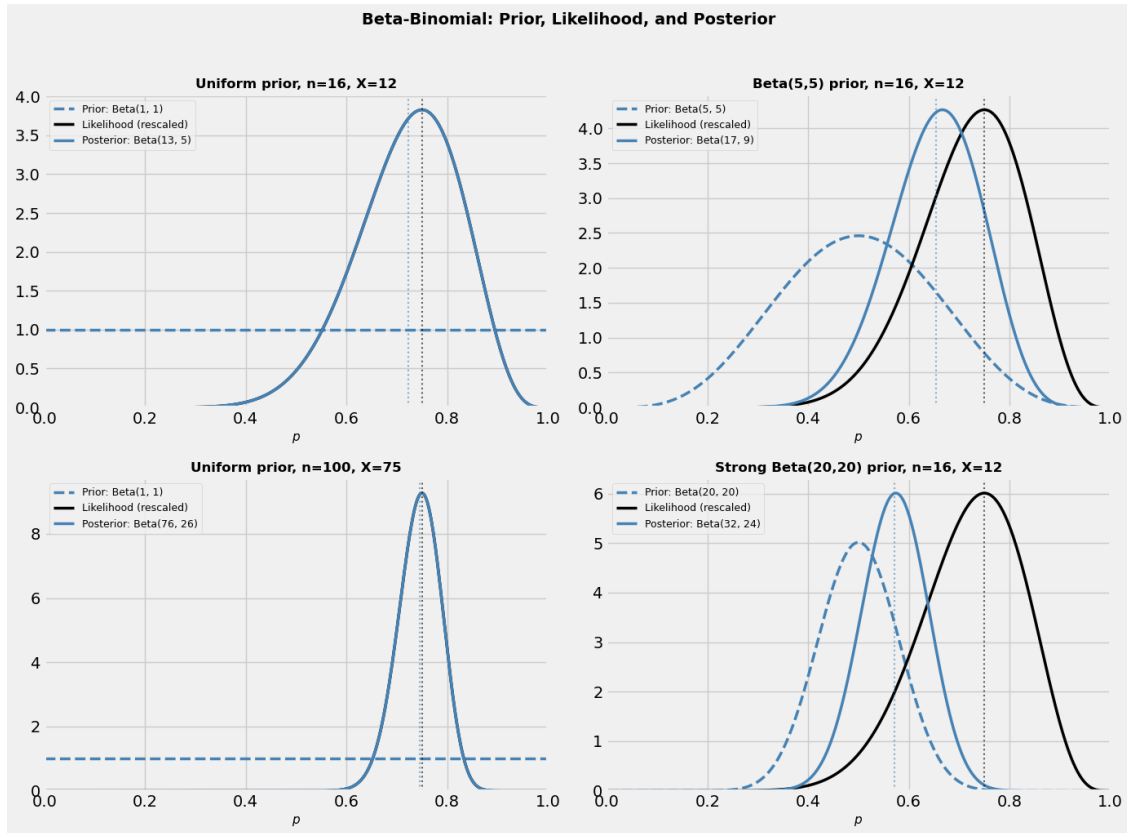 Beta-Binomial: Prior, Likelihood, and Posterior
Uniform prior, n=16, X=12
Prior: Beta(1, 1)
Likelihood (rescaled)
Posterior: Beta(13, 5)
4.0
3.5
3.0
2.5
2.0
1.5
1.0
0.5
0.0
0.0 0.2 0.4 0.6 0.8 1.0
p
Beta(5,5) prior, n=16, X=12
Prior: Beta(5, 5)
Likelihood (rescaled)
Posterior: Beta(17, 9)
4.0
3.5
3.0
2.5
2.0
1.5
1.0
0.5
0.0
0.0 0.2 0.4 0.6 0.8 1.0
p
Uniform prior, n=100, X=75
Prior: Beta(1, 1)
Likelihood (rescaled)
Posterior: Beta(76, 26)
8
6
4
2
0
0.0 0.2 0.4 0.6 0.8 1.0
p
Strong Beta(20,20) prior, n=16, X=12
Prior: Beta(20, 20)
Likelihood (rescaled)
Posterior: Beta(32, 24)
6
5
4
3
2
1
0
0.0 0.2 0.4 0.6 0.8 1.0
p